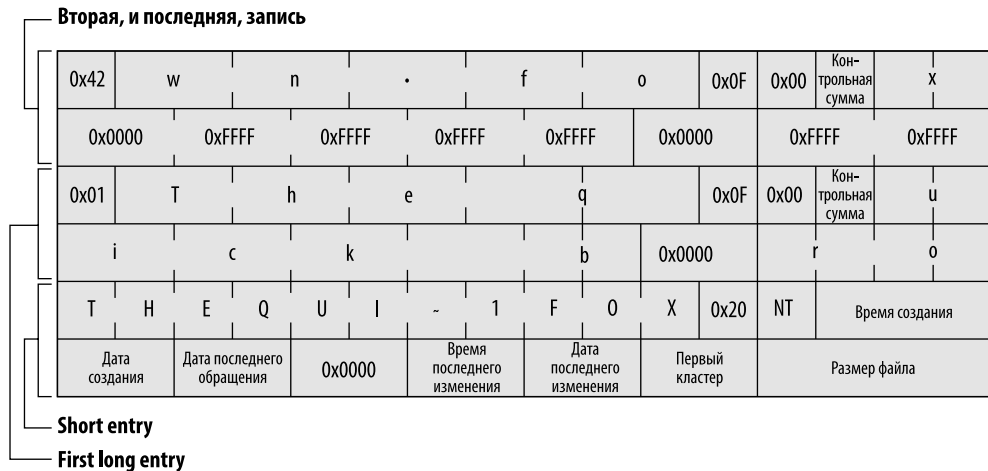 Вторая, и последняя, запись
0x42 w n . f o 0x0F 0x00 Кон-
трольная
сумма x
0x0000 0xFFFF 0xFFFF 0xFFFF 0xFFFF 0x0000 0xFFFF 0xFFFF
0x01 T h e q 0x0F 0x00 Кон-
трольная
сумма u
i c k b 0x0000 r o
T H E Q U I ~ 1 F O X 0x20 NT Время создания
Дата
создания
Дата последнего
обращения
0x0000
Время
последнего
изменения
Дата
последнего
изменения
Первый
кластер
Размер файла
Short entry
First long entry